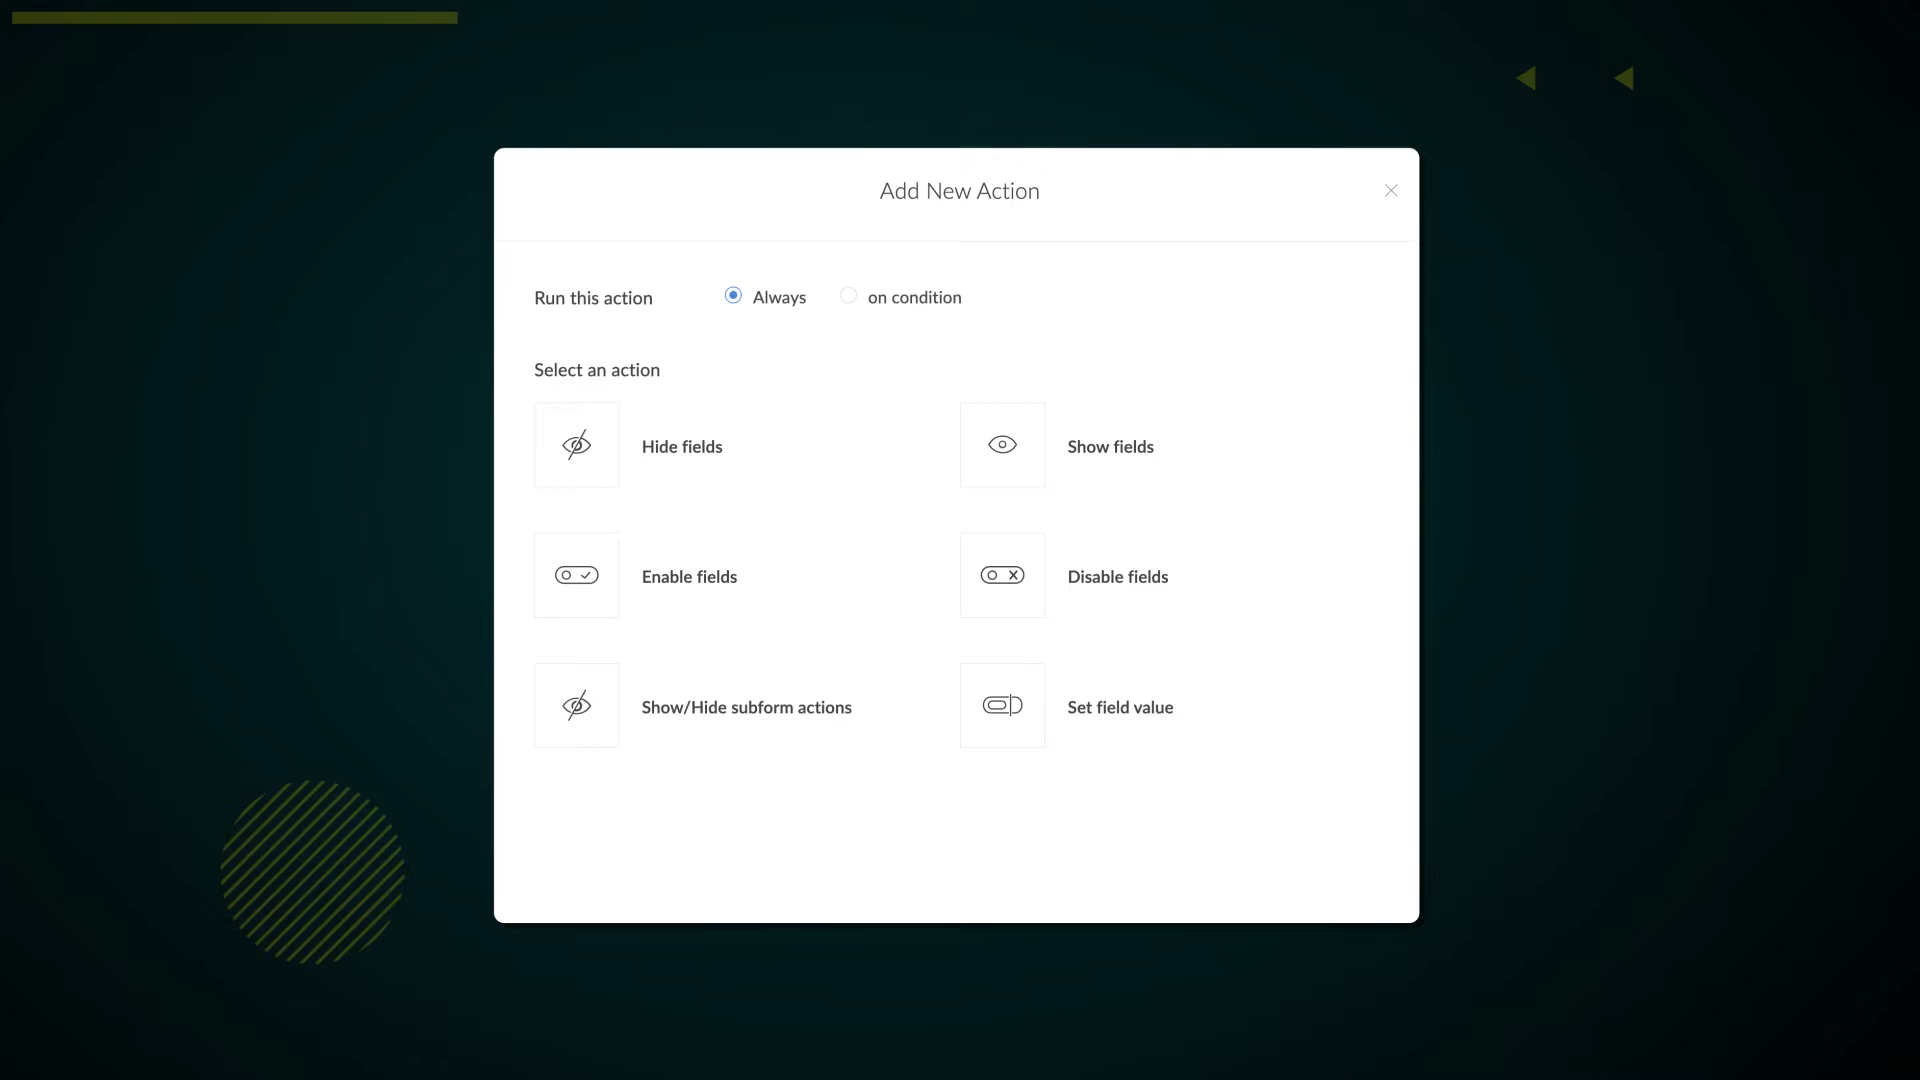 Add New Action
Run this action Always on condition
Select an action
Hide fields Show fields
Enable fields Disable fields
Show/Hide subform actions Set field value